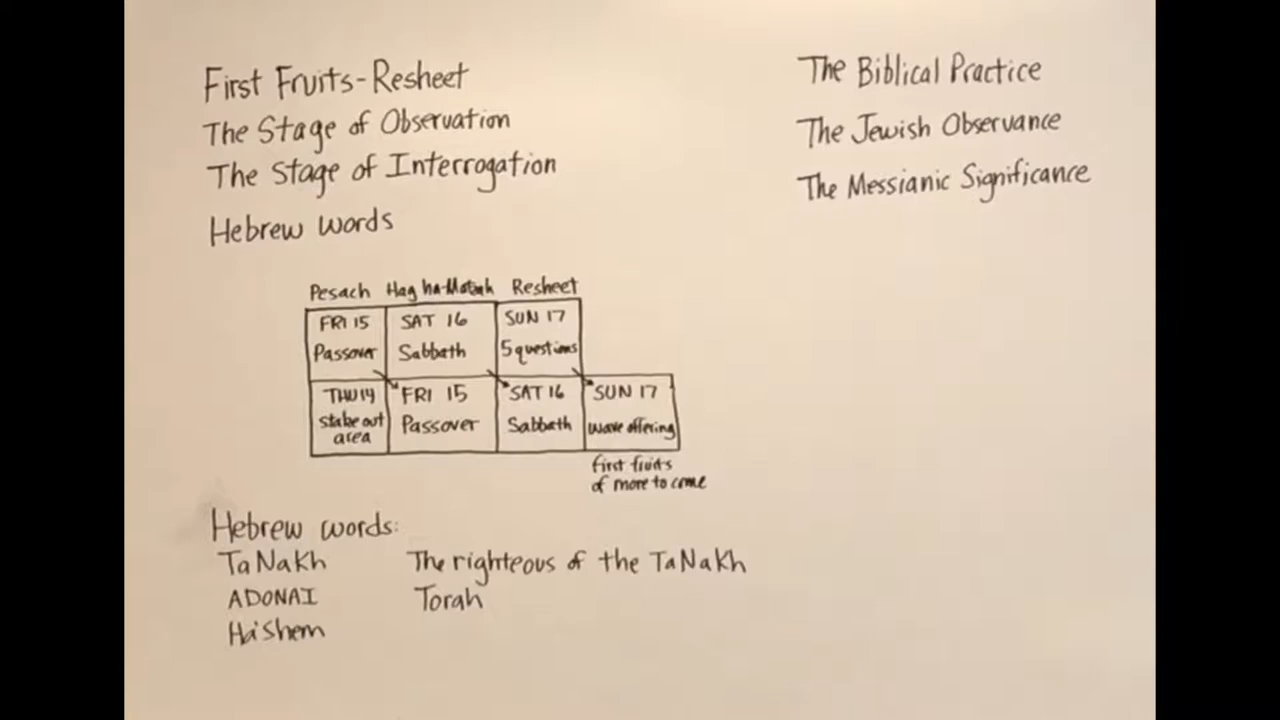 First Fruits-Resheet
The Stage of Observation
The Stage of Interrogation
Hebrew words
The Biblical Practice
The Jewish Observance
The Messianic Significance
Pesach Hag ha-Matzah Resheet
FRI 15 SAT 16 SUN 17
Passover Sabbath 5 questions
THU 14 FRI 15 SAT 16 SUN 17
Stake out Passover Sabbath wave offering
area
first fruits
of more to come
Hebrew words:
TaNaKh The righteous of the TaNaKh
ADONAI Torah
Ha'Shem